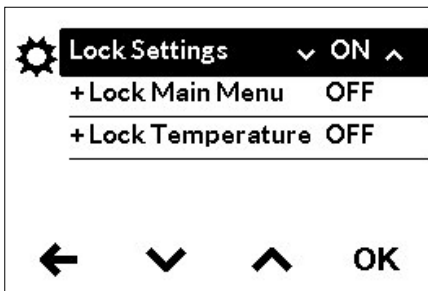 Lock Settings ON
+Lock Main Menu OFF
+Lock Temperature OFF
OK